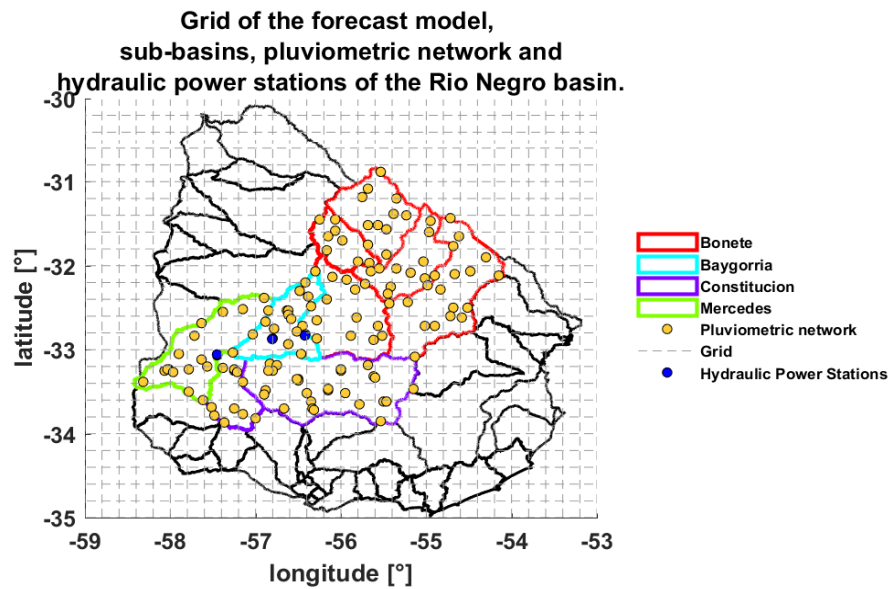 Grid of the forecast model,
sub-basins, pluviometric network and
hydraulic power stations of the Rio Negro basin.
-30
-31
-32
-33
-34
-35
latitude [°]
-59 -58 -57 -56 -55 -54 -53
longitude [°]
Bonete
Baygorria
Constitucion
Mercedes
Pluviometric network
Grid
Hydraulic Power Stations